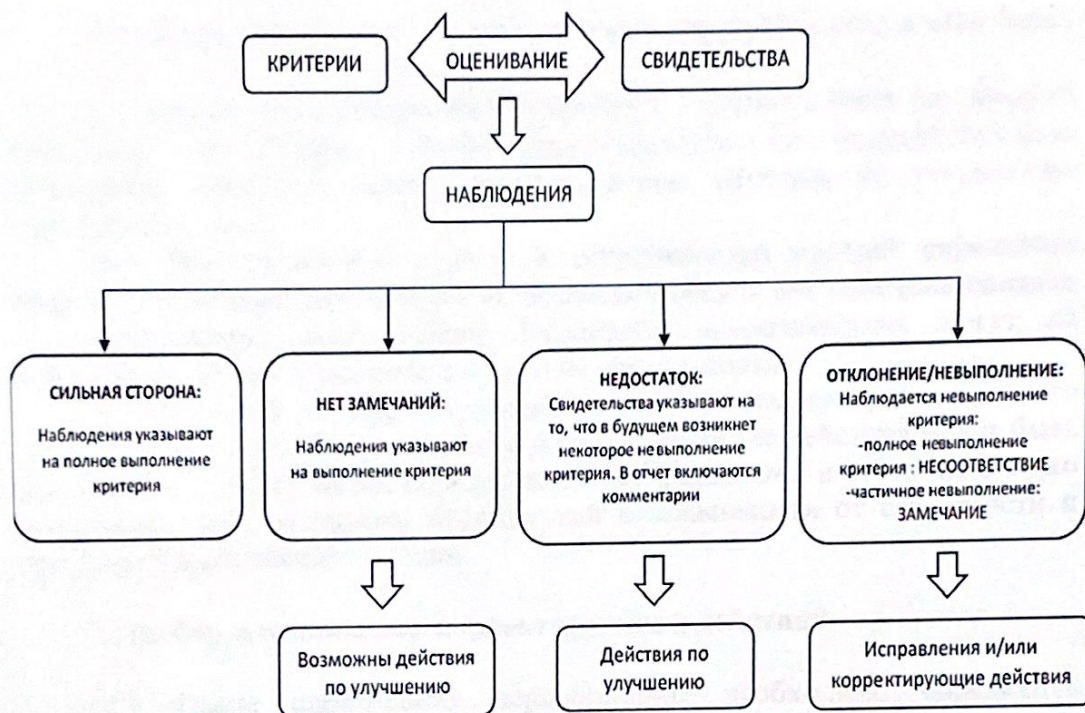 КРИТЕРИИ
ОЦЕНИВАНИЕ
СВИДЕТЕЛЬСТВА
НАБЛЮДЕНИЯ
СИЛЬНАЯ СТОРОНА:
Наблюдения указывают
на полное выполнение
критерия
НЕТ ЗАМЕЧАНИЙ:
Наблюдения указывают
на выполнение критерия
НЕДОСТАТОК:
Свидетельства указывают на
то, что в будущем возникнет
некоторое невыполнение
критерия. В отчет включаются
комментарии
ОТКЛОНЕНИЕ/НЕВЫПОЛНЕНИЕ:
Наблюдается невыполнение
критерия:
-полное невыполнение
критерия : НЕСООТВЕТСТВИЕ
-частичное невыполнение:
ЗАМЕЧАНИЕ
Возможны действия
по улучшению
Действия по
улучшению
Исправления и/или
корректирующие действия